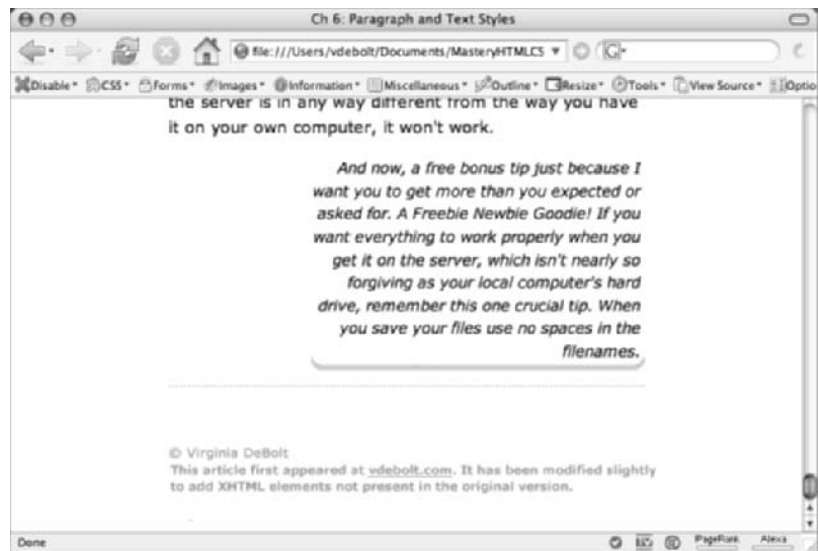 Ch 6: Paragraph and Text Styles
file:///Users/vdebolt/Documents/MasteryHTMLCS
G
Disable CSS Forms Images Information Miscellaneous Outline Resize Tools View Source Optio
the server is in any way different from the way you have
it on your own computer, it won't work.
And now, a free bonus tip just because I
want you to get more than you expected or
asked for. A Freebie Newbie Goodie! If you
want everything to work properly when you
get it on the server, which isn't nearly so
forgiving as your local computer's hard
drive, remember this one crucial tip. When
you save your files use no spaces in the
filenames.
© Virginia DeBolt
This article first appeared at vdebolt.com. It has been modified slightly
to add XHTML elements not present in the original version.
Done PageRank Alexa